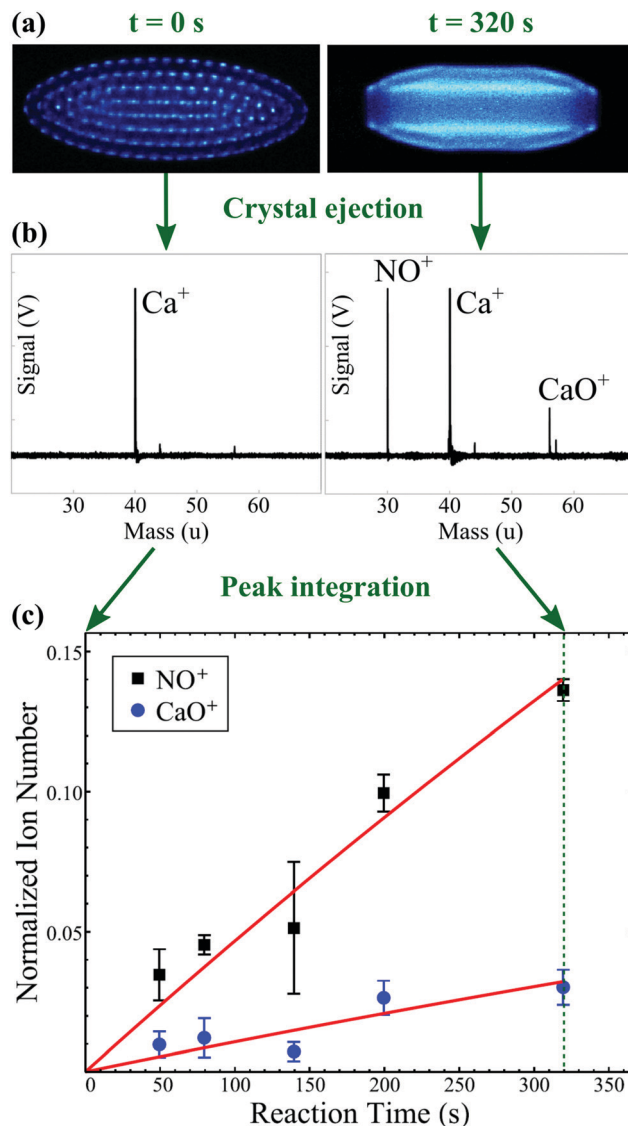 (a) t = 0 s t = 320 s
Crystal ejection
(b)
Signal (V)
Ca⁺
30 40 50 60
Mass (u)
Signal (V)
NO⁺
Ca⁺
CaO⁺
30 40 50 60
Mass (u)
Peak integration
(c)
Normalized Ion Number
0.15
0.10
0.05
NO⁺
CaO⁺
0 50 100 150 200 250 300 350
Reaction Time (s)